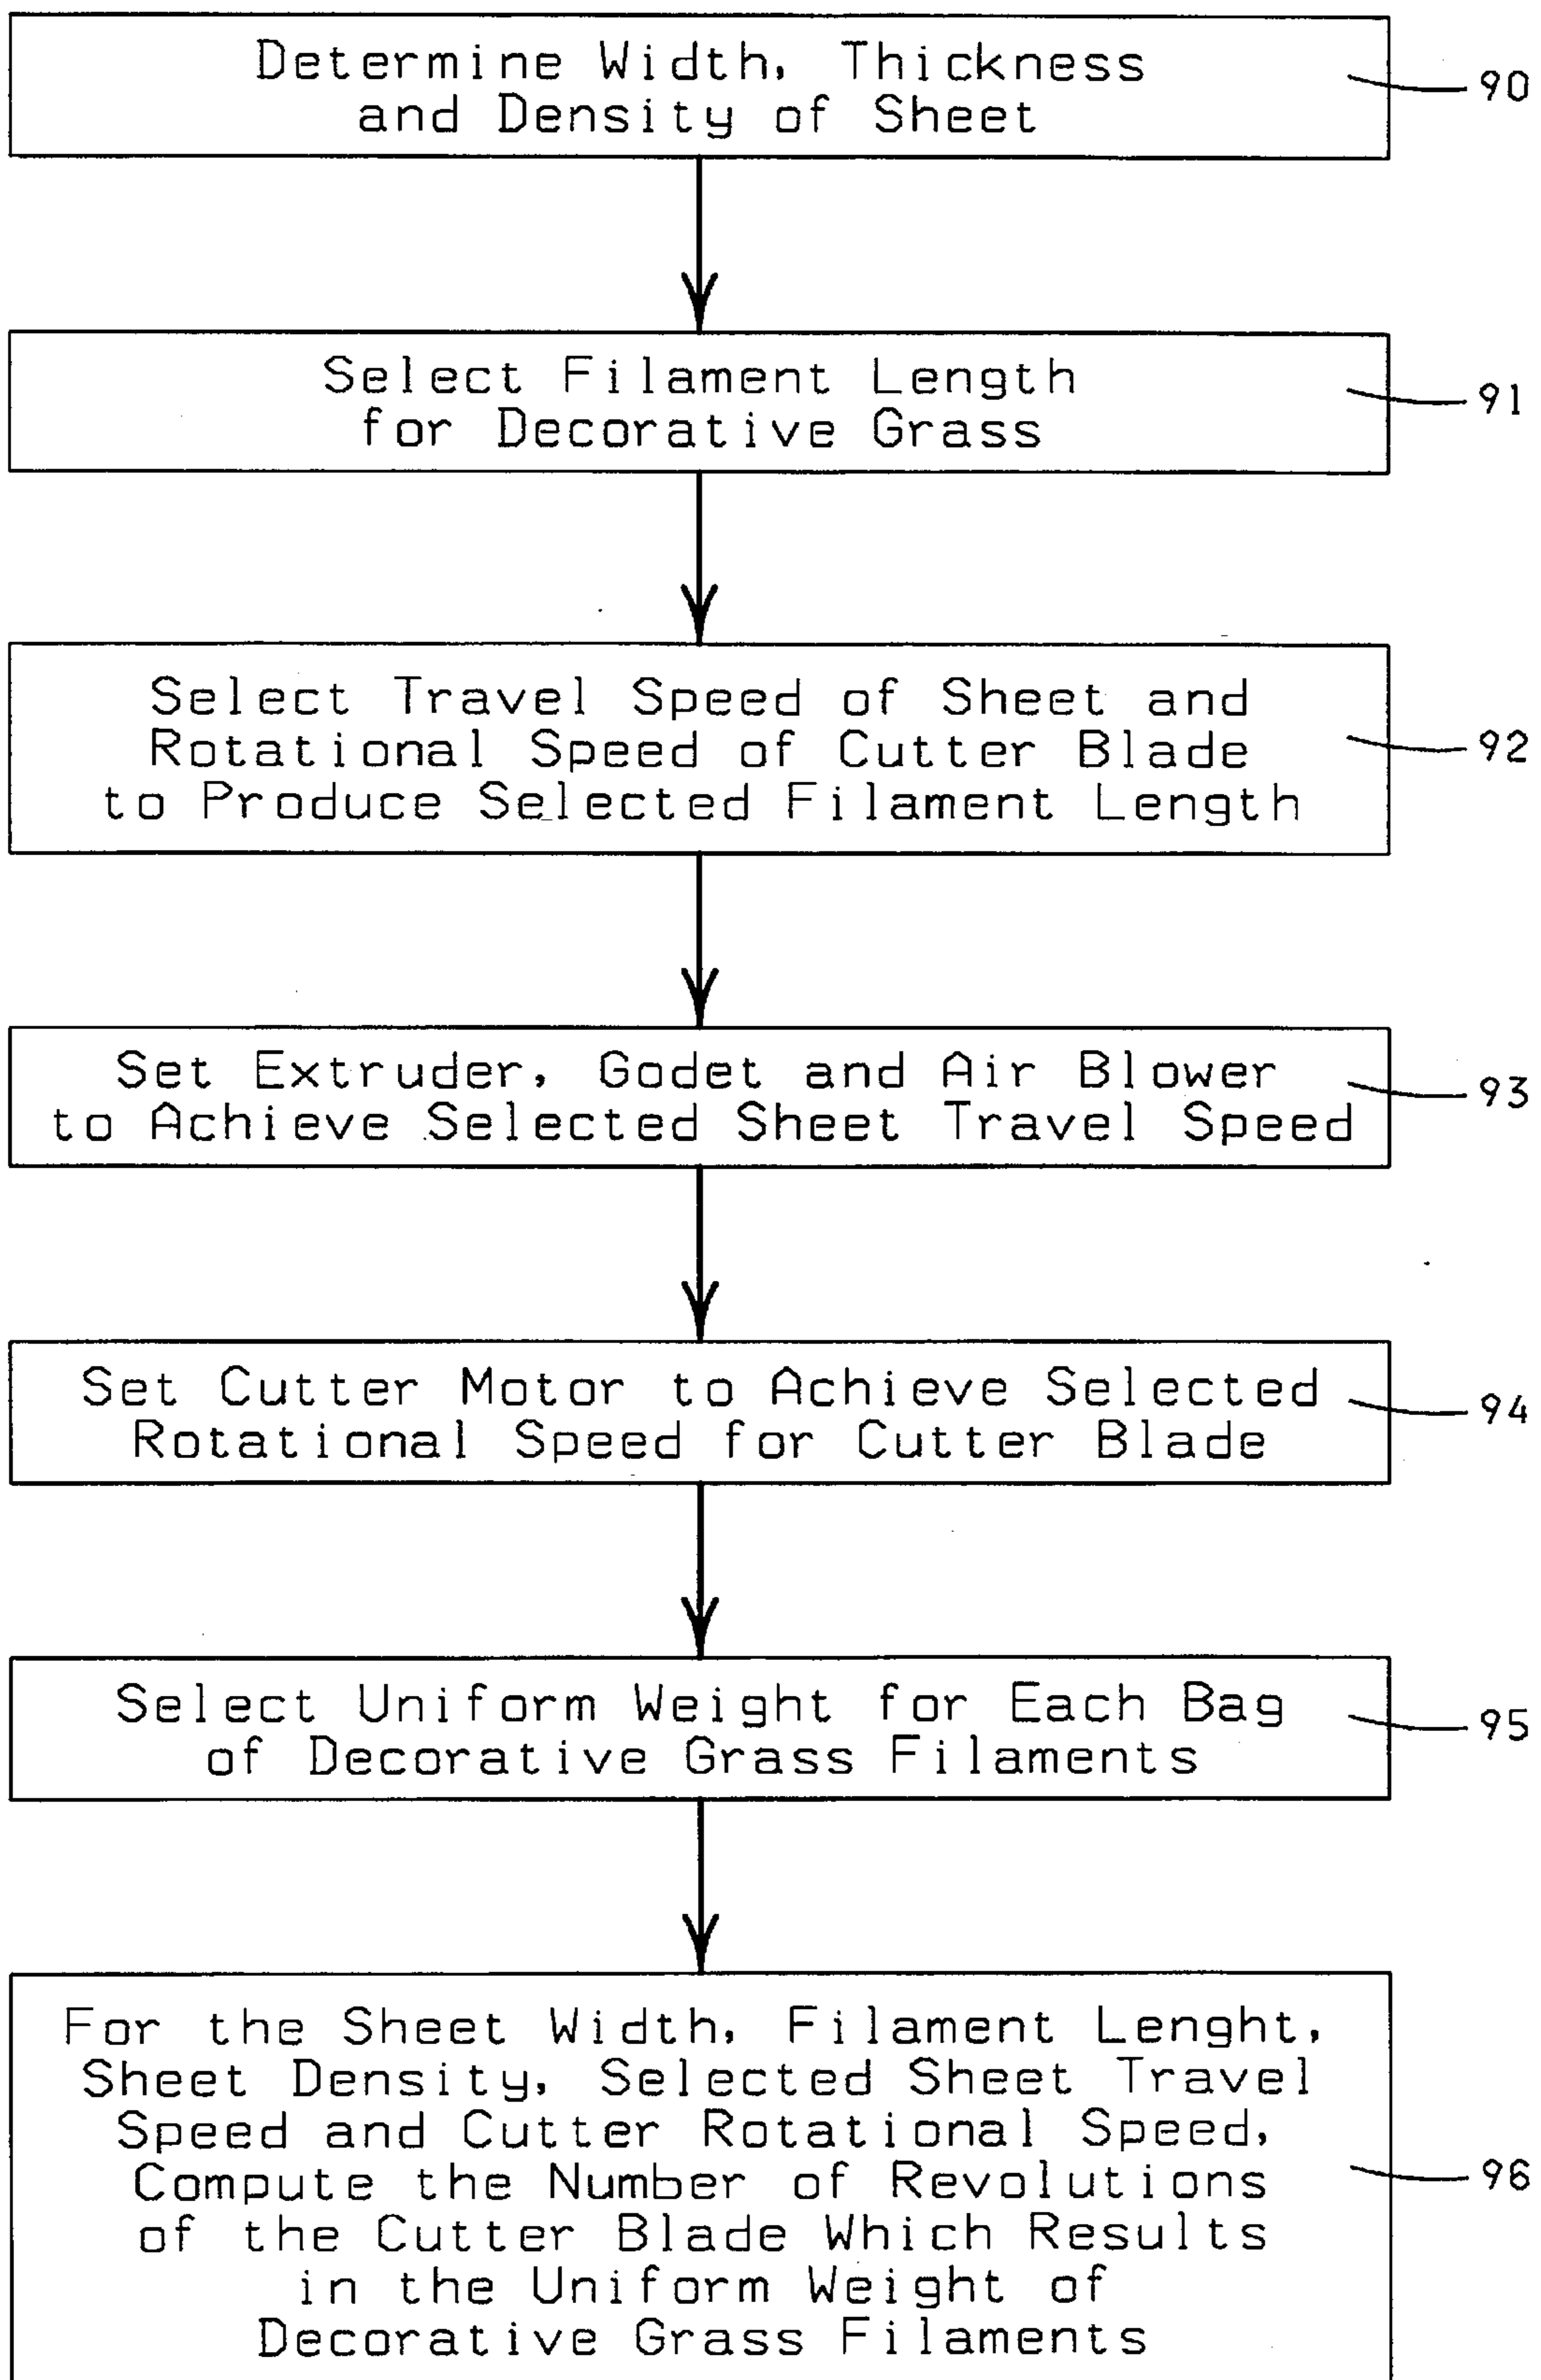 Determine Width, Thickness
and Density of Sheet
90
Select Filament Length
for Decorative Grass
91
Select Travel Speed of Sheet and
Rotational Speed of Cutter Blade
to Produce Selected Filament Length
92
Set Extruder, Godet and Air Blower
to Achieve Selected Sheet Travel Speed
93
Set Cutter Motor to Achieve Selected
Rotational Speed for Cutter Blade
94
Select Uniform Weight for Each Bag
of Decorative Grass Filaments
95
For the Sheet Width, Filament Lenght,
Sheet Density, Selected Sheet Travel
Speed and Cutter Rotational Speed,
Compute the Number of Revolutions
of the Cutter Blade Which Results
in the Uniform Weight of
Decorative Grass Filaments
96